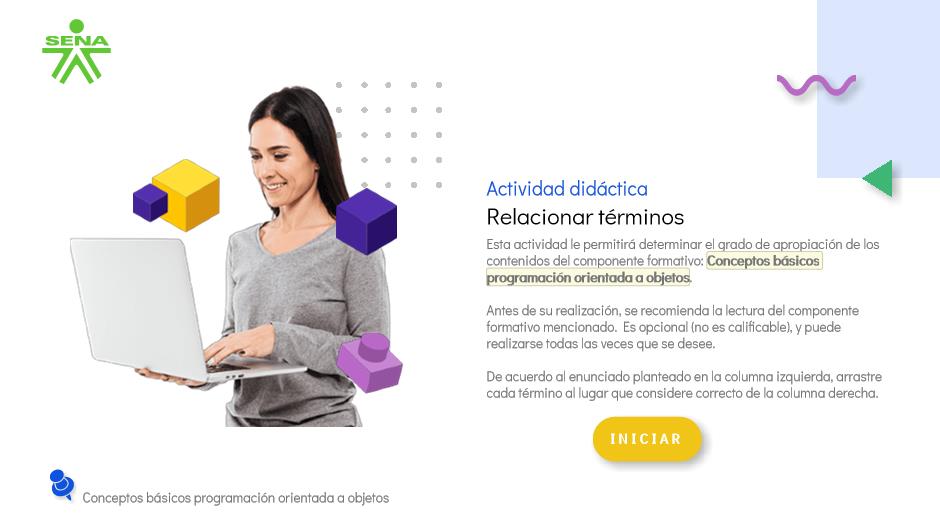 SENA
Actividad didáctica
Relacionar términos
Esta actividad le permitirá determinar el grado de apropiación de los
contenidos del componente formativo: Conceptos básicos
programación orientada a objetos.
Antes de su realización, se recomienda la lectura del componente
formativo mencionado. Es opcional (no es calificable), y puede
realizarse todas las veces que se desee.
De acuerdo al enunciado planteado en la columna izquierda, arrastre
cada término al lugar que considere correcto de la columna derecha.
INICIAR
Conceptos básicos programación orientada a objetos